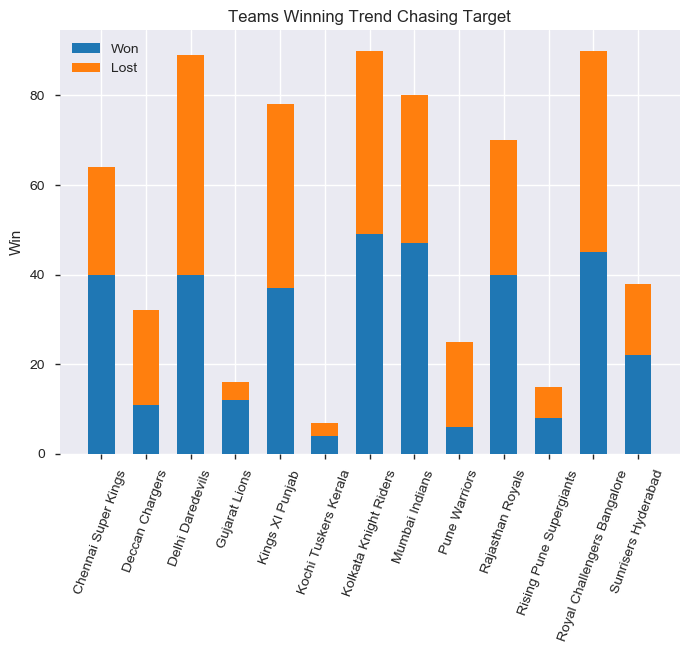 Teams Winning Trend Chasing Target
Won
Lost
Win
80
60
40
20
0
Chennai Super Kings
Deccan Chargers
Delhi Daredevils
Gujarat Lions
Kings XI Punjab
Kochi Tuskers Kerala
Kolkata Knight Riders
Mumbai Indians
Pune Warriors
Rajasthan Royals
Rising Pune Supergiants
Royal Challengers Bangalore
Sunrisers Hyderabad